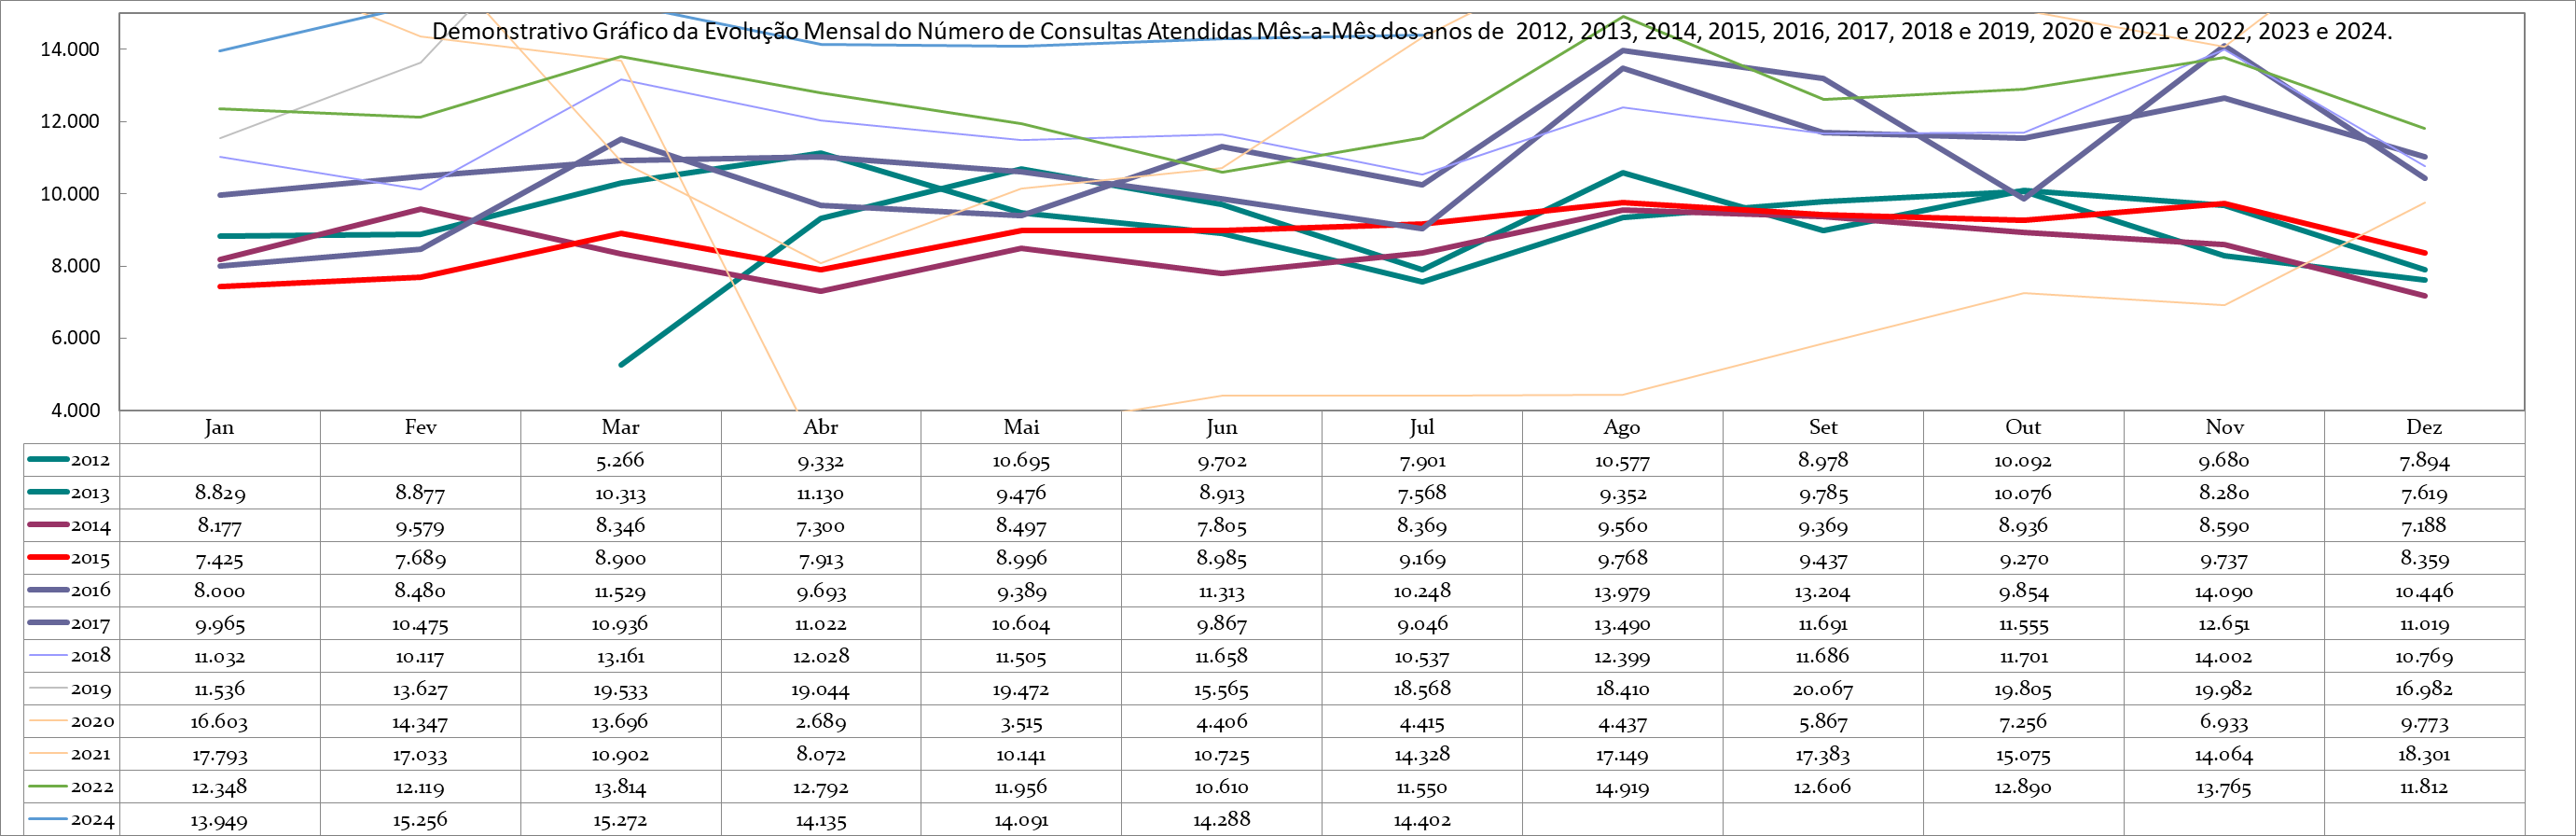 Demonstrativo Gráfico da Evolução Mensal do Número de Consultas Atendidas Mês-a-Mês dos anos de 2012, 2013, 2014, 2015, 2016, 2017, 2018 e 2019, 2020 e 2021 e 2022, 2023 e 2024.
14.000
12.000
10.000
8.000
6.000
4.000
Jan Fev Mar Abr Mai Jun Jul Ago Set Out Nov Dez
2012 5.266 9.332 10.695 9.702 7.901 10.577 8.978 10.092 9.680 7.894
2013 8.829 8.877 10.313 11.130 9.476 8.913 7.568 9.352 9.785 10.076 8.280 7.619
2014 8.177 9.579 8.346 7.300 8.497 7.805 8.369 9.560 9.369 8.936 8.590 7.188
2015 7.425 7.689 8.900 7.913 8.996 8.985 9.169 9.768 9.437 9.270 9.737 8.359
2016 8.000 8.480 11.529 9.693 9.389 11.313 10.248 13.979 13.204 9.854 14.090 10.446
2017 9.965 10.475 10.936 11.022 10.604 9.867 9.046 13.490 11.691 11.555 12.651 11.019
2018 11.032 10.117 13.161 12.028 11.505 11.658 10.537 12.399 11.686 11.701 14.002 10.769
2019 11.536 13.627 19.533 19.044 19.472 15.565 18.568 18.410 20.067 19.805 19.982 16.982
2020 16.603 14.347 13.696 2.689 3.515 4.406 4.415 4.437 5.867 7.256 6.933 9.773
2021 17.793 17.033 10.902 8.072 10.141 10.725 14.328 17.149 17.383 15.075 14.064 18.301
2022 12.348 12.119 13.814 12.792 11.956 10.610 11.550 14.919 12.606 12.890 13.765 11.812
2024 13.949 15.256 15.272 14.135 14.091 14.288 14.402